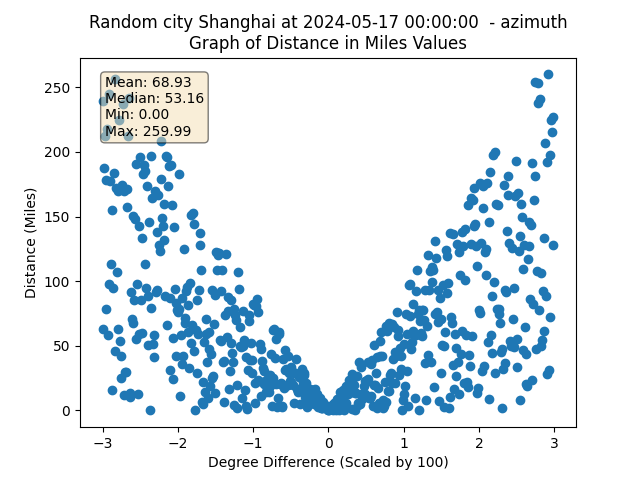 Random city Shanghai at 2024-05-17 00:00:00  - azimuth
Graph of Distance in Miles Values
Mean: 68.93
Median: 53.16
Min: 0.00
Max: 259.99
Distance (Miles)
250
200
150
100
50
0
−3 −2 −1 0 1 2 3
Degree Difference (Scaled by 100)